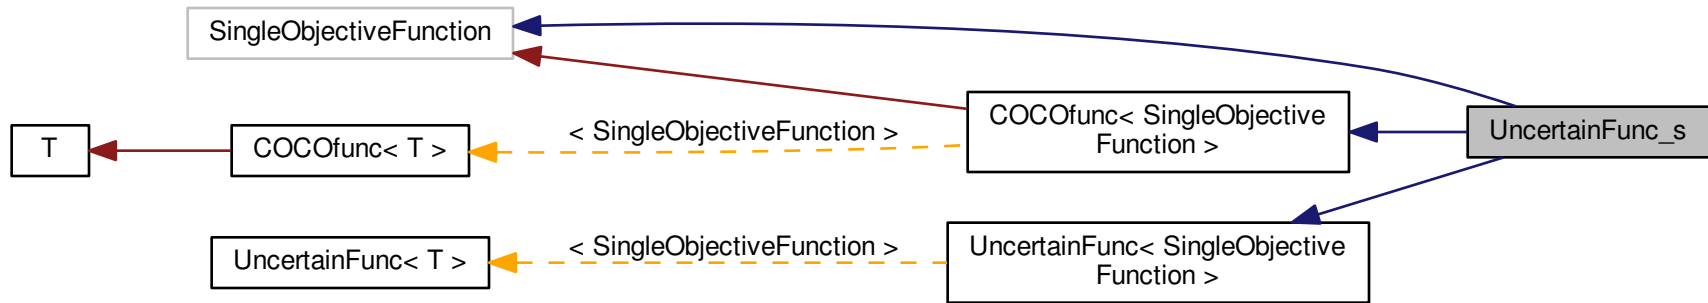 SingleObjectiveFunction
T
COCOfunc< T >
< SingleObjectiveFunction >
COCOfunc< SingleObjective
Function >
UncertainFunc_s
UncertainFunc< T >
< SingleObjectiveFunction >
UncertainFunc< SingleObjective
Function >